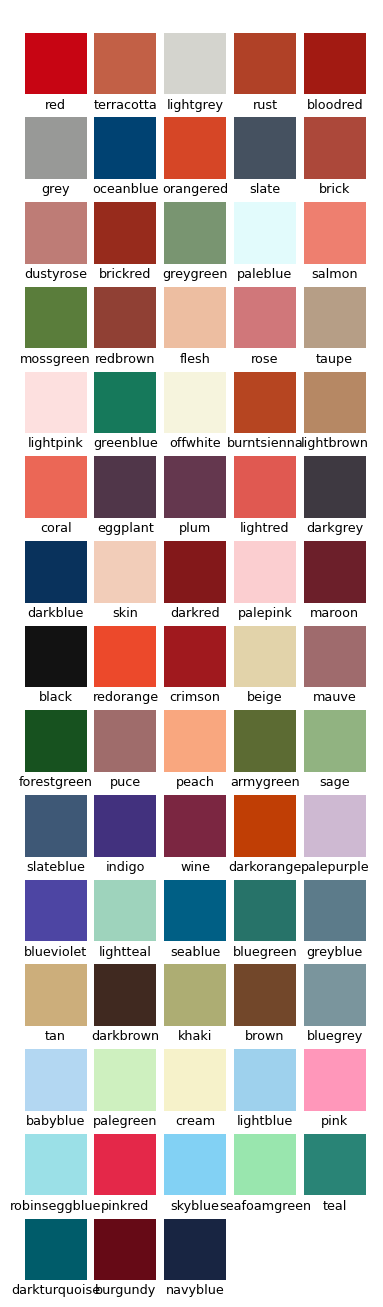 red terracotta lightgrey rust bloodred
grey oceanblue orangered slate brick
dustyrose brickred greygreen paleblue salmon
mossgreen redbrown flesh rose taupe
lightpink greenblue offwhite burntsienna lightbrown
coral eggplant plum lightred darkgrey
darkblue skin darkred palepink maroon
black redorange crimson beige mauve
forestgreen puce peach armygreen sage
slateblue indigo wine darkorange palepurple
blueviolet lightteal seablue bluegreen greyblue
tan darkbrown khaki brown bluegrey
babyblue palegreen cream lightblue pink
robinseggblue pinkred skyblue seafoamgreen teal
darkturquoise burgundy navyblue